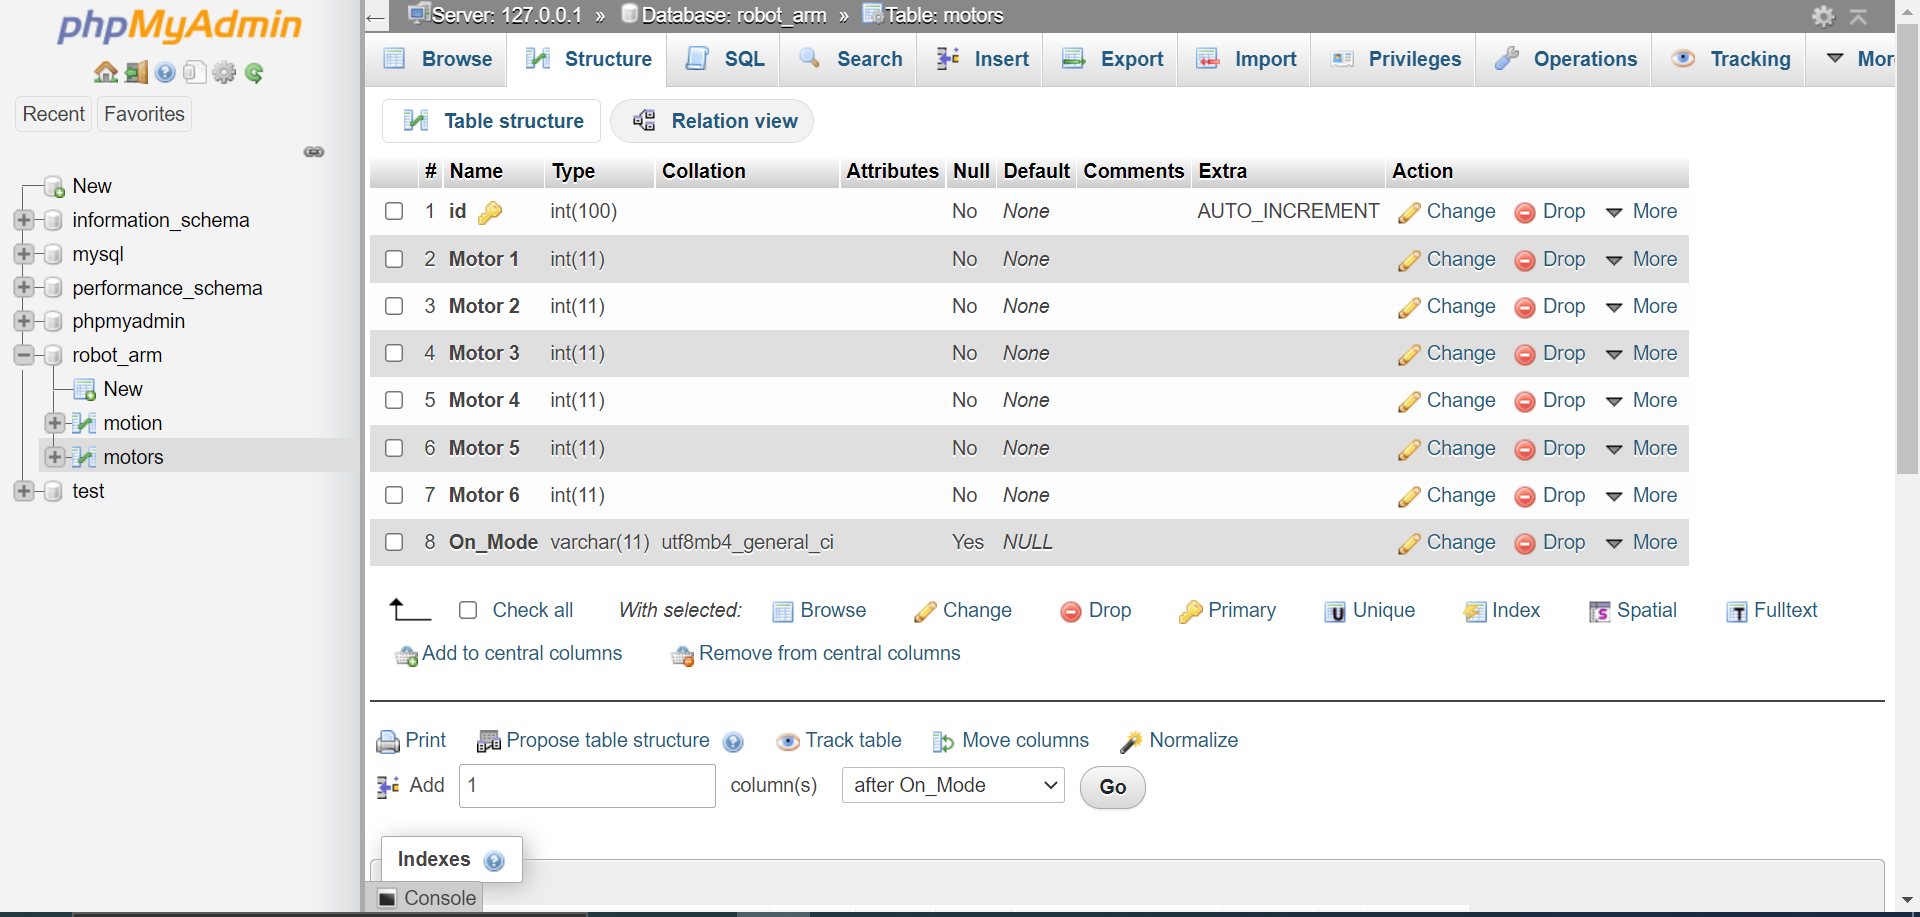 phpMyAdmin
Recent
Favorites
New
information_schema
mysql
performance_schema
phpmyadmin
robot_arm
New
motion
motors
test
Server: 127.0.0.1 » Database: robot_arm » Table: motors
Browse Structure SQL Search Insert Export Import Privileges Operations Tracking
Table structure Relation view
# Name Type Collation Attributes Null Default Comments Extra Action
1 id int(100) No None AUTO_INCREMENT Change Drop More
2 Motor 1 int(11) No None Change Drop More
3 Motor 2 int(11) No None Change Drop More
4 Motor 3 int(11) No None Change Drop More
5 Motor 4 int(11) No None Change Drop More
6 Motor 5 int(11) No None Change Drop More
7 Motor 6 int(11) No None Change Drop More
8 On_Mode varchar(11) utf8mb4_general_ci Yes NULL Change Drop More
Check all With selected: Browse Change Drop Primary Unique Index Spatial Fulltext
Add to central columns Remove from central columns
Print Propose table structure Track table Move columns Normalize
Add 1 column(s) after On_Mode Go
Indexes
Console